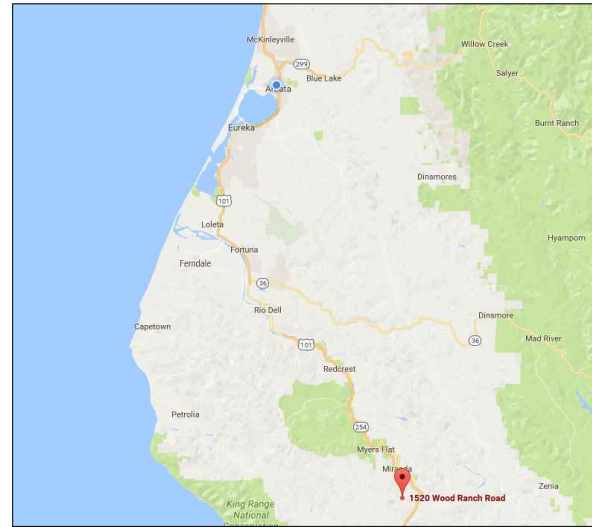 McKinleyville
Willow Creek
299
Salyer
Blue Lake
Arcata
Burnt Ranch
Eureka
Dinsmores
101
Loleta
Hyampom
Fortuna
Ferndale
36
Rio Dell
Dinsmore
Capetown
36
Mad River
101
Redcrest
Petrolia
254
Myers Flat
Miranda
Zenia
1520 Wood Ranch Road
King Range
National
Conservation